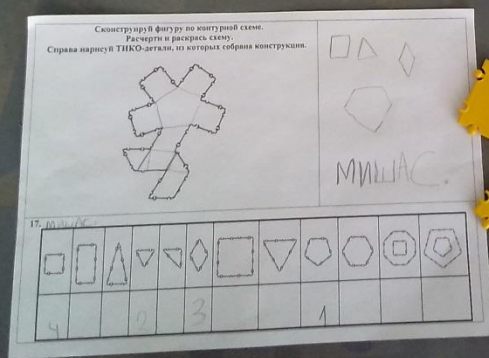 Сконструируй фигуру по контурной схеме.
Расчерти и раскрась схему.
Справа нарисуй ТИКО-детали, из которых собрана конструкция.
МИШАС.
17. МИШАС.
4 2 3 1